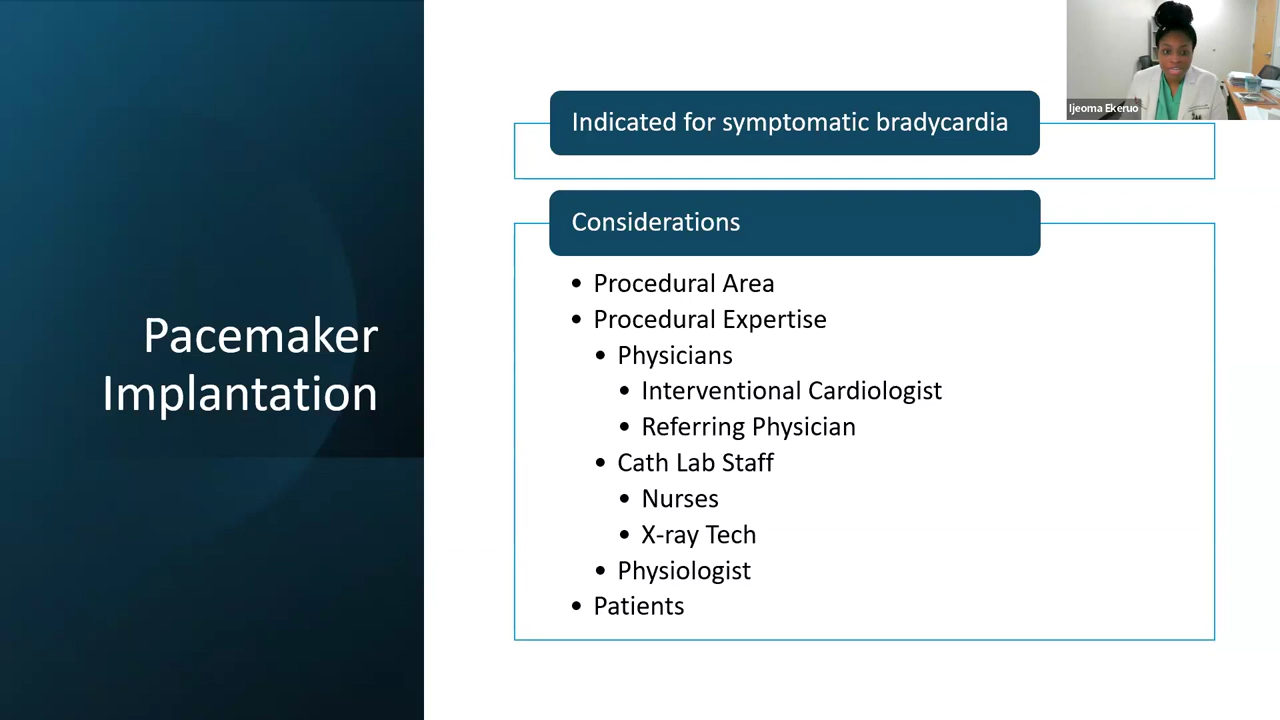 Pacemaker
Implantation
Indicated for symptomatic bradycardia
Considerations
• Procedural Area
• Procedural Expertise
• Physicians
• Interventional Cardiologist
• Referring Physician
• Cath Lab Staff
• Nurses
• X-ray Tech
• Physiologist
• Patients
Ijeoma Ekeruo